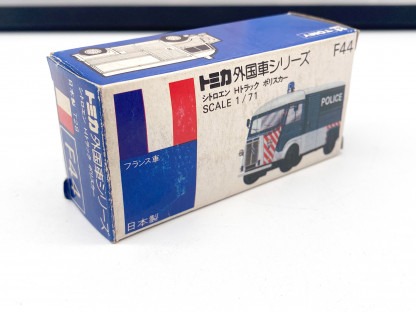 TOMY
トミカ外国車シリーズ
F44
シトロエン Hトラック ポリスカー
SCALE 1/71
POLICE
フランス車
日本製
トミカ外国車シリーズ
F44